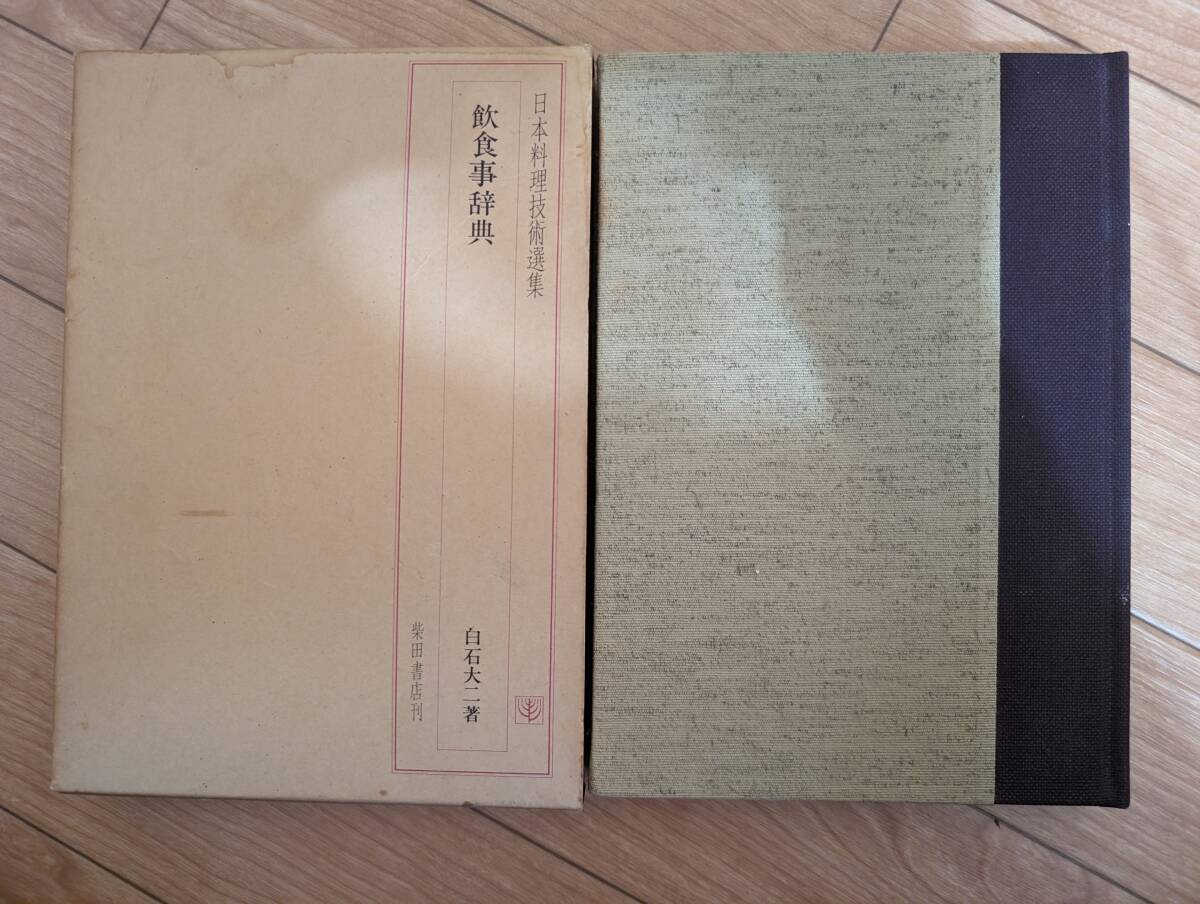 日本料理技術選集
飲食事辞典
白石大二著
柴田書店刊